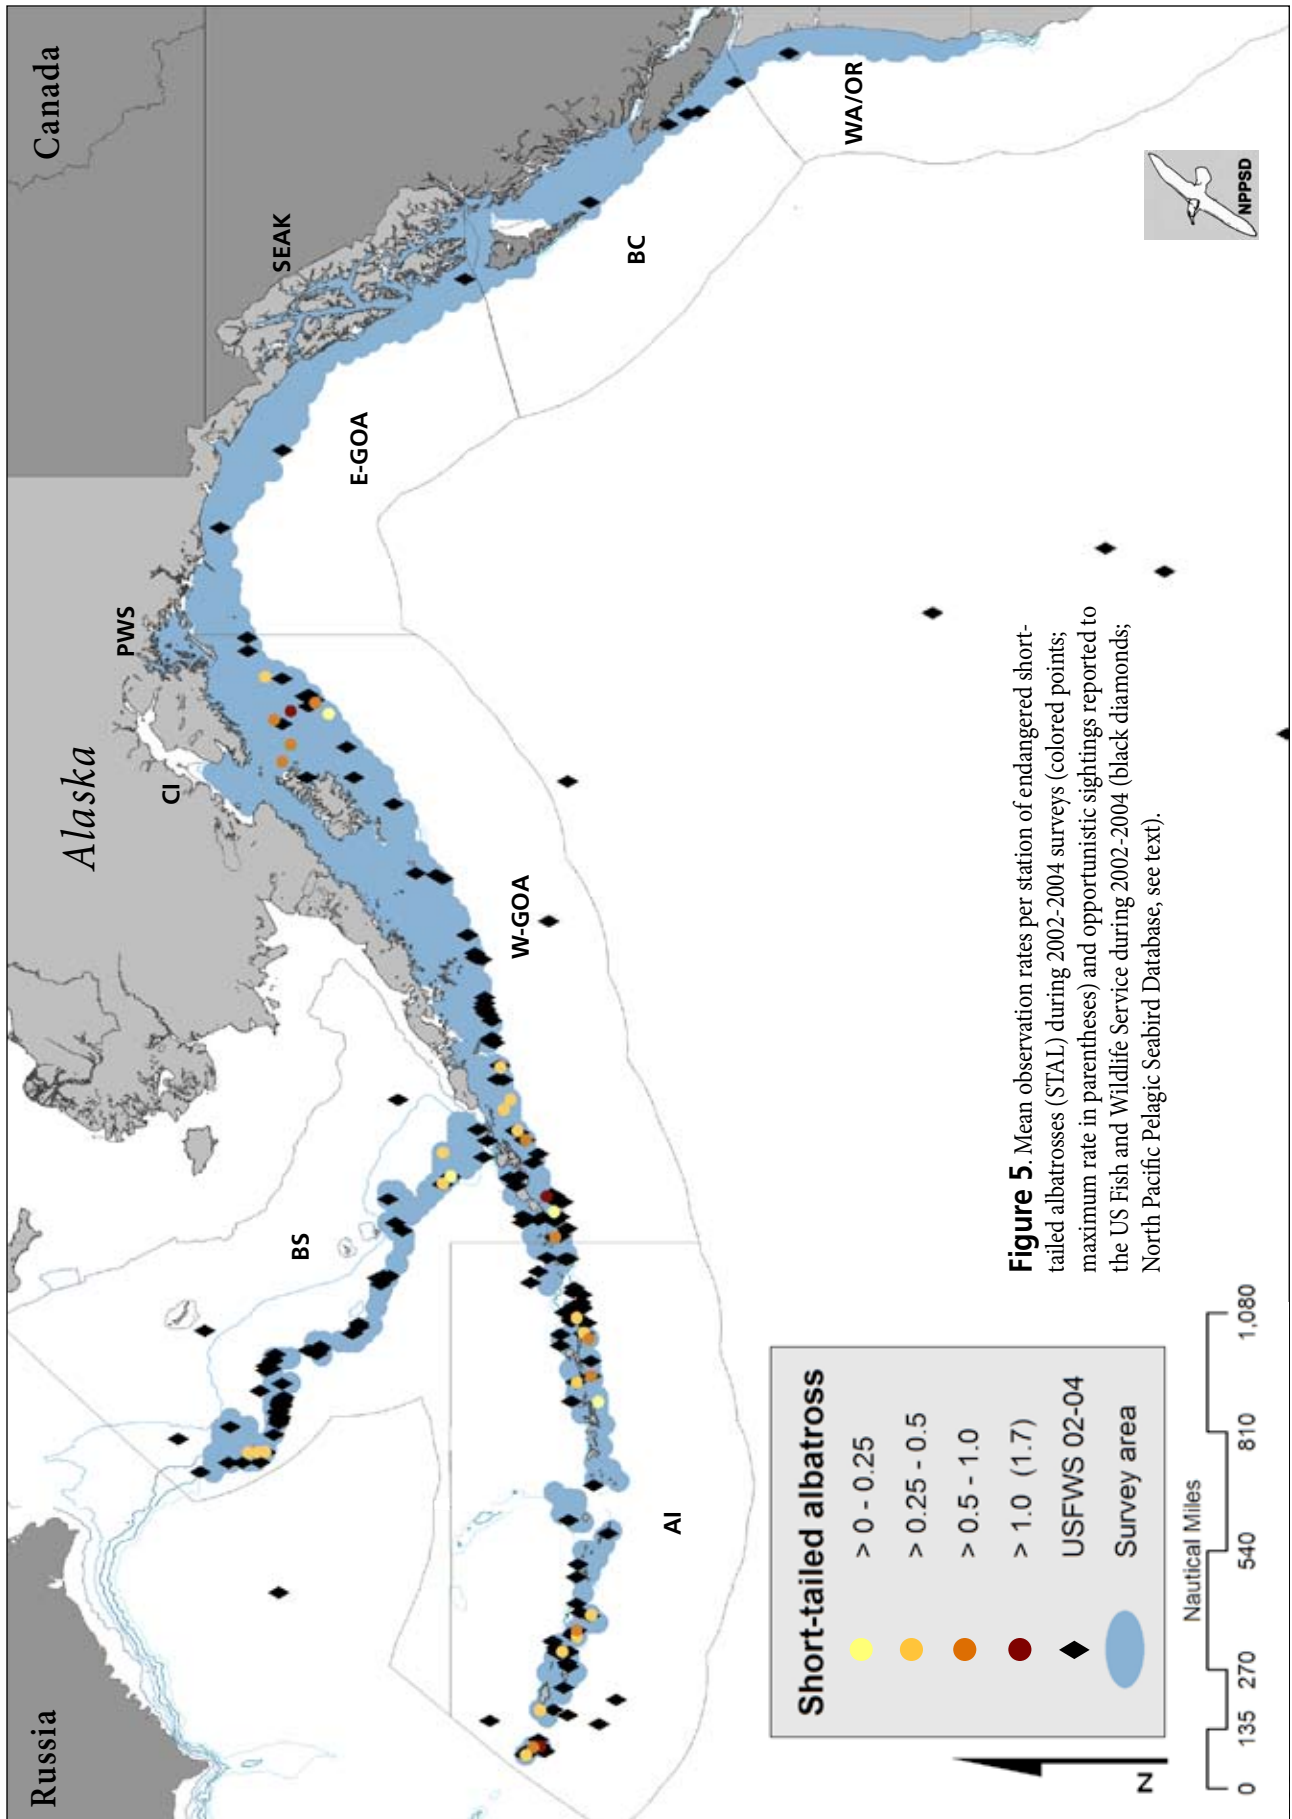 Russia
Alaska
Canada
CI
PWS
SEAK
BS
E-GOA
BC
WA/OR
W-GOA
AI
NPPSD
Short-tailed albatross
> 0 - 0.25
> 0.25 - 0.5
> 0.5 - 1.0
> 1.0 (1.7)
USFWS 02-04
Survey area
N
Nautical Miles
0 135 270 540 810 1,080
Figure 5. Mean observation rates per station of endangered short-
tailed albatrosses (STAL) during 2002-2004 surveys (colored points;
maximum rate in parentheses) and opportunistic sightings reported to
the US Fish and Wildlife Service during 2002-2004 (black diamonds;
North Pacific Pelagic Seabird Database, see text).